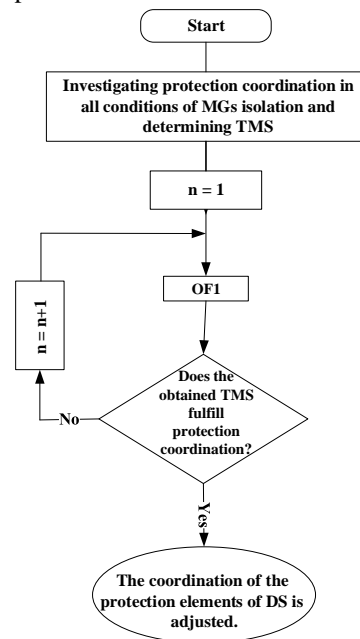 Start
Investigating protection coordination in
all conditions of MGs isolation and
determining TMS
n = 1
OF1
n = n+1
Does the
obtained TMS
fulfill
protection
coordination?
No
Yes
The coordination of the
protection elements of DS is
adjusted.